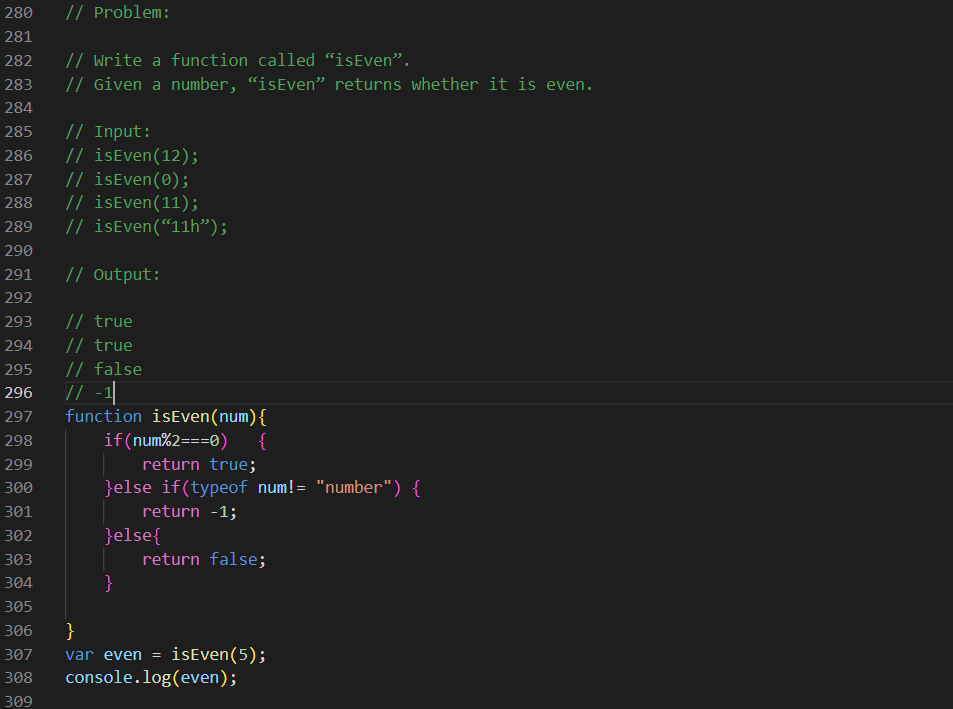 280 // Problem:
281
282 // Write a function called “isEven”.
283 // Given a number, “isEven” returns whether it is even.
284
285 // Input:
286 // isEven(12);
287 // isEven(0);
288 // isEven(11);
289 // isEven(“11h”);
290
291 // Output:
292
293 // true
294 // true
295 // false
296 // -1
297 function isEven(num){
298     if(num%2===0)   {
299         return true;
300     }else if(typeof num!= "number") {
301         return -1;
302     }else{
303         return false;
304     }
305
306 }
307 var even = isEven(5);
308 console.log(even);
309